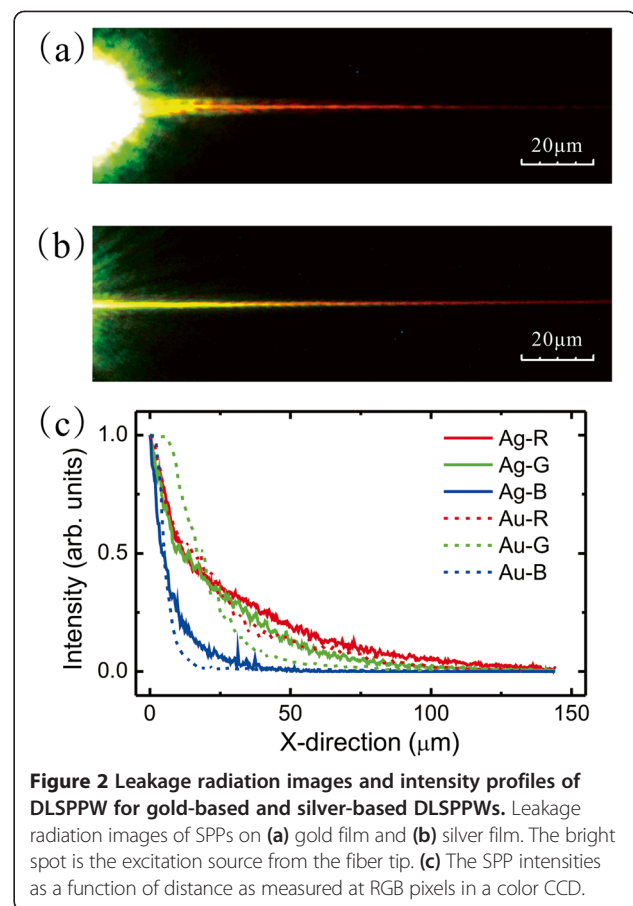 (a)
20μm
(b)
20μm
(c)
1.0
0.5
0.0
Intensity (arb. units)
Ag-R
Ag-G
Ag-B
Au-R
Au-G
Au-B
0 50 100 150
X-direction (μm)
Figure 2 Leakage radiation images and intensity profiles of
DLSPPW for gold-based and silver-based DLSPPWs. Leakage
radiation images of SPPs on (a) gold film and (b) silver film. The bright
spot is the excitation source from the fiber tip. (c) The SPP intensities
as a function of distance as measured at RGB pixels in a color CCD.